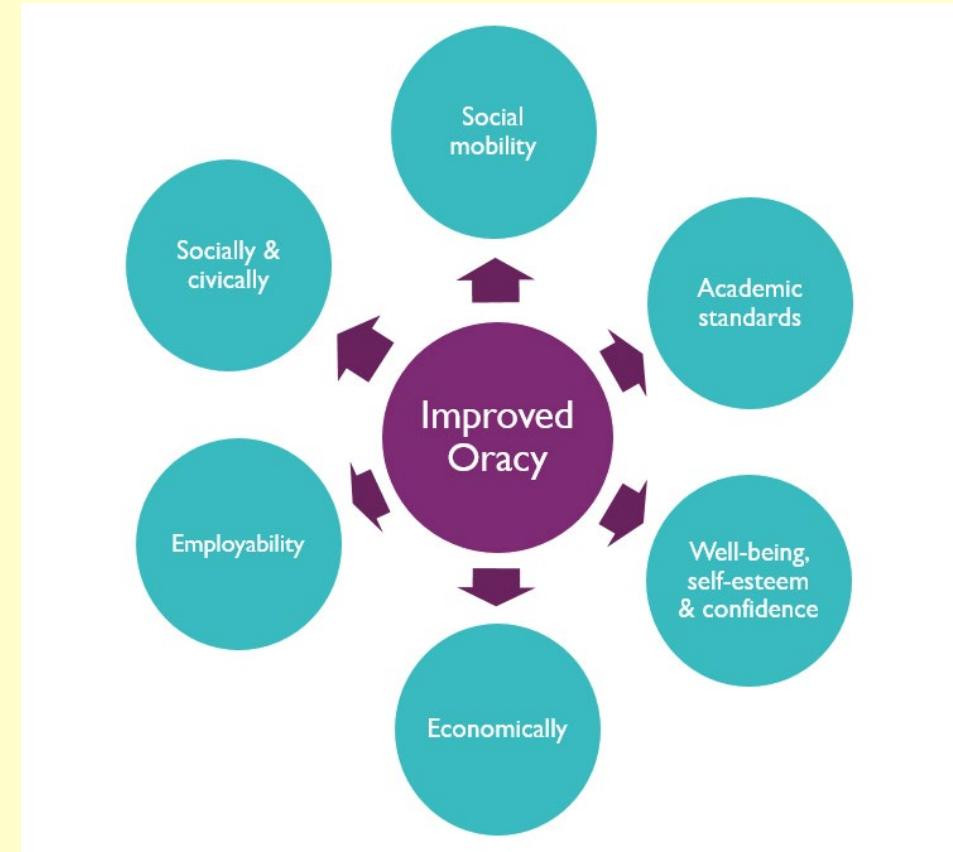 Social
mobility
Academic
standards
Well-being,
self-esteem
& confidence
Economically
Employability
Socially &
civically
Improved
Oracy